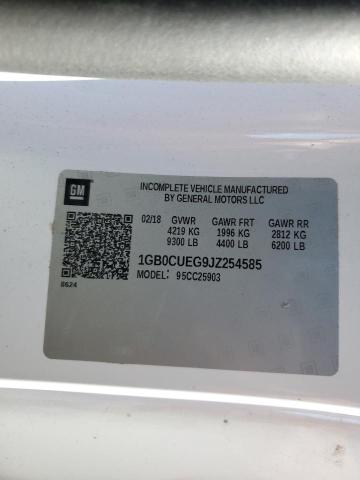 GM
INCOMPLETE VEHICLE MANUFACTURED
BY GENERAL MOTORS LLC
02/18 GVWR GAWR FRT GAWR RR
4219 KG 1996 KG 2812 KG
9300 LB 4400 LB 6200 LB
1GB0CUEG9JZ254585
MODEL: 95CC25903
8624